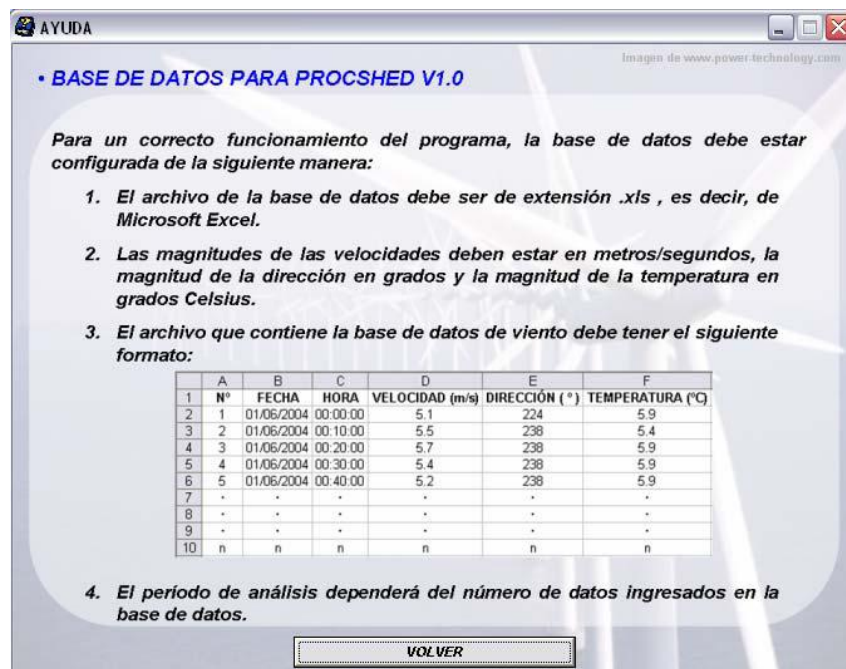 AYUDA
Imagen de www.power-technology.com
• BASE DE DATOS PARA PROCSHED V1.0
Para un correcto funcionamiento del programa, la base de datos debe estar
configurada de la siguiente manera:
1. El archivo de la base de datos debe ser de extensión .xls , es decir, de
Microsoft Excel.
2. Las magnitudes de las velocidades deben estar en metros/segundos, la
magnitud de la dirección en grados y la magnitud de la temperatura en
grados Celsius.
3. El archivo que contiene la base de datos de viento debe tener el siguiente
formato:
A B C D E F
1 N° FECHA HORA VELOCIDAD (m/s) DIRECCIÓN ( ° ) TEMPERATURA (ºC)
2 1 01/06/2004 00:00:00 5.1 224 5.9
3 2 01/06/2004 00:10:00 5.5 238 5.4
4 3 01/06/2004 00:20:00 5.7 238 5.9
5 4 01/06/2004 00:30:00 5.4 238 5.9
6 5 01/06/2004 00:40:00 5.2 238 5.9
7 . . . . . .
8 . . . . . .
9 . . . . . .
10 n n n n n n
4. El período de análisis dependerá del número de datos ingresados en la
base de datos.
VOLVER